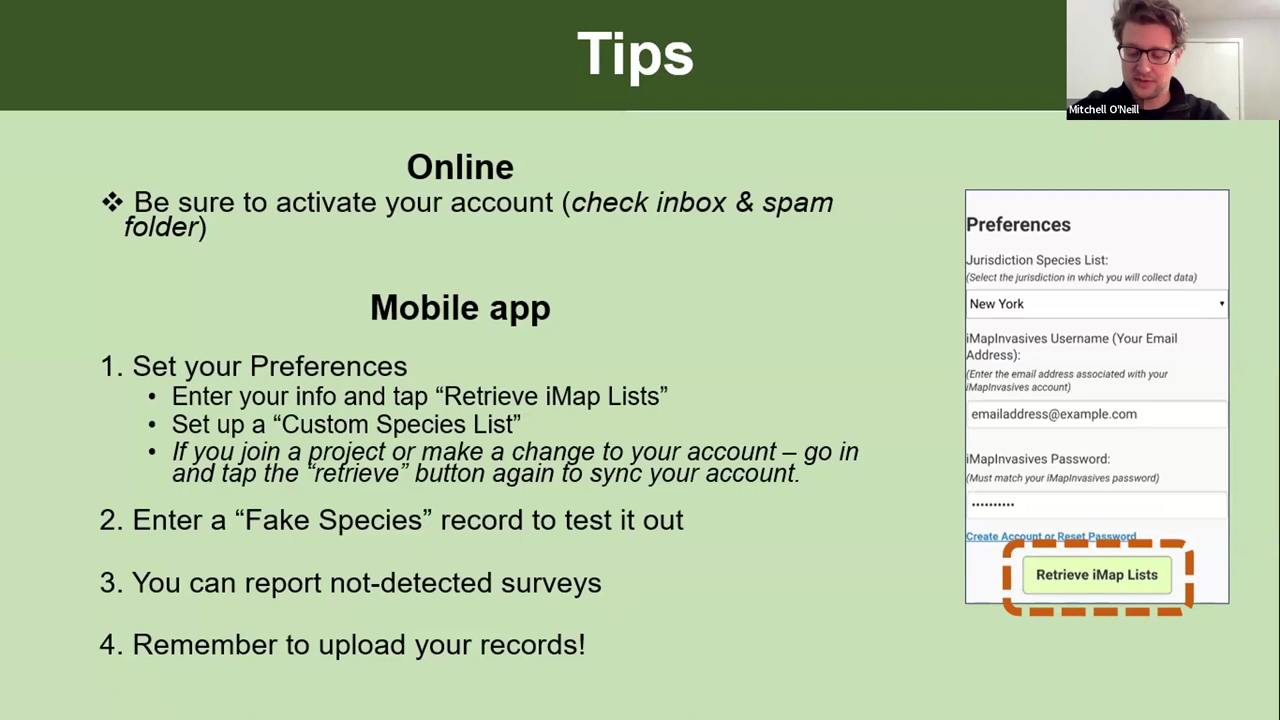 Tips
Mitchell O'Neill
Online
❖ Be sure to activate your account (check inbox & spam
folder)
Mobile app
1. Set your Preferences
• Enter your info and tap “Retrieve iMap Lists”
• Set up a “Custom Species List”
• If you join a project or make a change to your account – go in
and tap the “retrieve” button again to sync your account.
2. Enter a “Fake Species” record to test it out
3. You can report not-detected surveys
4. Remember to upload your records!
Preferences
Jurisdiction Species List:
(Select the jurisdiction in which you will collect data)
New York
iMapInvasives Username (Your Email
Address):
(Enter the email address associated with your
iMapInvasives account)
emailaddress@example.com
iMapInvasives Password:
(Must match your iMapInvasives password)
••••••••••
Create Account or Reset Password
Retrieve iMap Lists